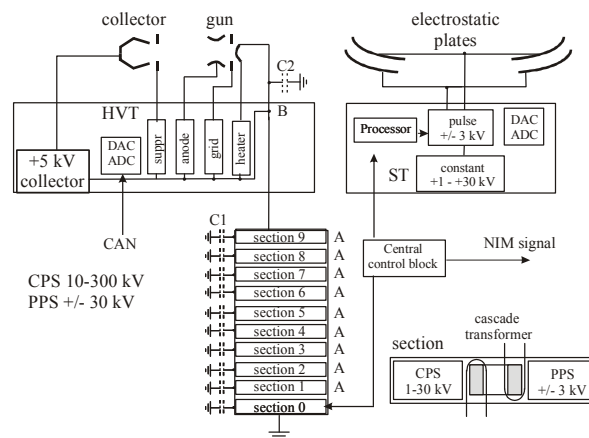 collector
gun
electrostatic
plates
C2
HVT
B
+5 kV
collector
DAC
ADC
suppr
anode
grid
heater
Processor
pulse
+/- 3 kV
DAC
ADC
ST
constant
+1 - +30 kV
CAN
C1
CPS 10-300 kV
PPS +/- 30 kV
section 9 A
section 8 A
section 7 A
section 6 A
section 5 A
section 4 A
section 3 A
section 2 A
section 1 A
section 0
Central
control block
NIM signal
section
cascade
transformer
CPS
1-30 kV
PPS
+/- 3 kV